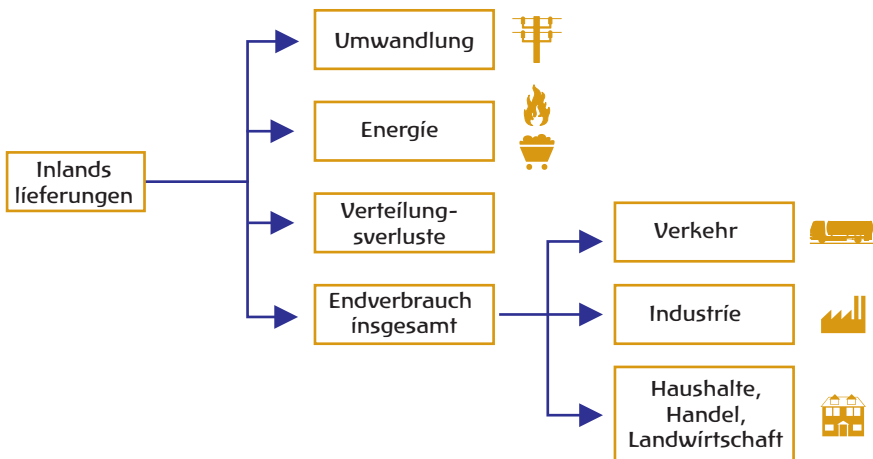 Umwandlung
Energie
Inlands
lieferungen
Verteilung-
sverluste
Endverbrauch
insgesamt
Verkehr
Industrie
Haushalte,
Handel,
Landwirtschaft